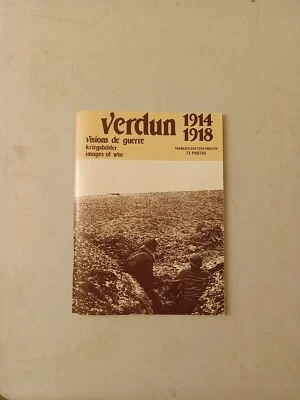 verdun 1914
1918
visions de guerre
kriegsbilder
images of war
FRANÇAIS-DEUTSCH-ENGLISH
73 PHOTOS